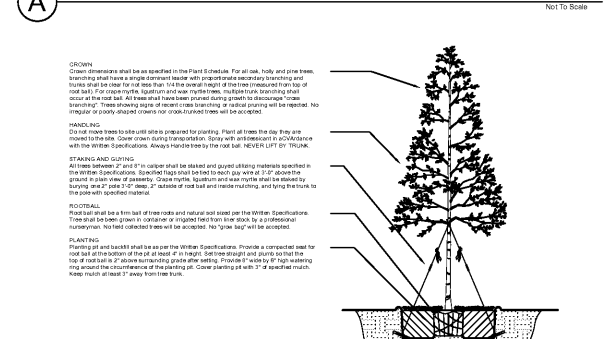 A
Not To Scale
CROWN
Crown dimensions shall be as specified in the Plant Schedule. For all oak, holly and pine trees,
branching shall have a single dominant leader with proportionate secondary branching and
trunks shall be clear for not less than 1/4 the overall height of the tree (measured from top of
root ball). For crape myrtle, ligustrum and wax myrtle trees, multiple trunk branching shall
occur at the root ball. All trees shall have been pruned during growth to discourage "cross
branching". Trees showing signs of recent cross branching or radical pruning will be rejected. No
irregular or poorly-shaped crowns nor crook-trunked trees will be accepted.
HANDLING
Do not move trees to site until site is prepared for planting. Plant all trees the day they are
moved to the site. Cover crown during transportation. Spray with antidessicant in aCVArdance
with the Written Specifications. Always Handle tree by the root ball. NEVER LIFT BY TRUNK.
STAKING AND GUYING
All trees between 2" and 8" in caliper shall be staked and guyed utilizing materials specified in
the Written Specifications. Specified flags shall be tied to each guy wire at 3'-0" above the
ground in plain view of passerby. Crape myrtle, ligustrum and wax myrtle shall be staked by
burying one 2" pole 3'-0" deep, 2" outside of root ball and inside mulching, and tying the trunk to
the pole with specified material.
ROOTBALL
Root ball shall be a firm ball of tree roots and natural soil sized per the Written Specifications.
Tree shall be grown in container or irrigated field from liner stock by a professional
nurseryman. No field collected trees will be accepted. No "grow bag" will be accepted.
PLANTING
Planting pit and backfill shall be as per the Written Specifications. Provide a compacted seat for
root ball at the bottom of the pit at least 4" in height. Set tree straight and plumb so that the
top of root ball is 2" above surrounding grade after setting. Provide 8" wide by 6" high watering
ring around the circumference of the planting pit. Cover planting pit with 3" of specified mulch.
Keep mulch at least 3" away from tree trunk.